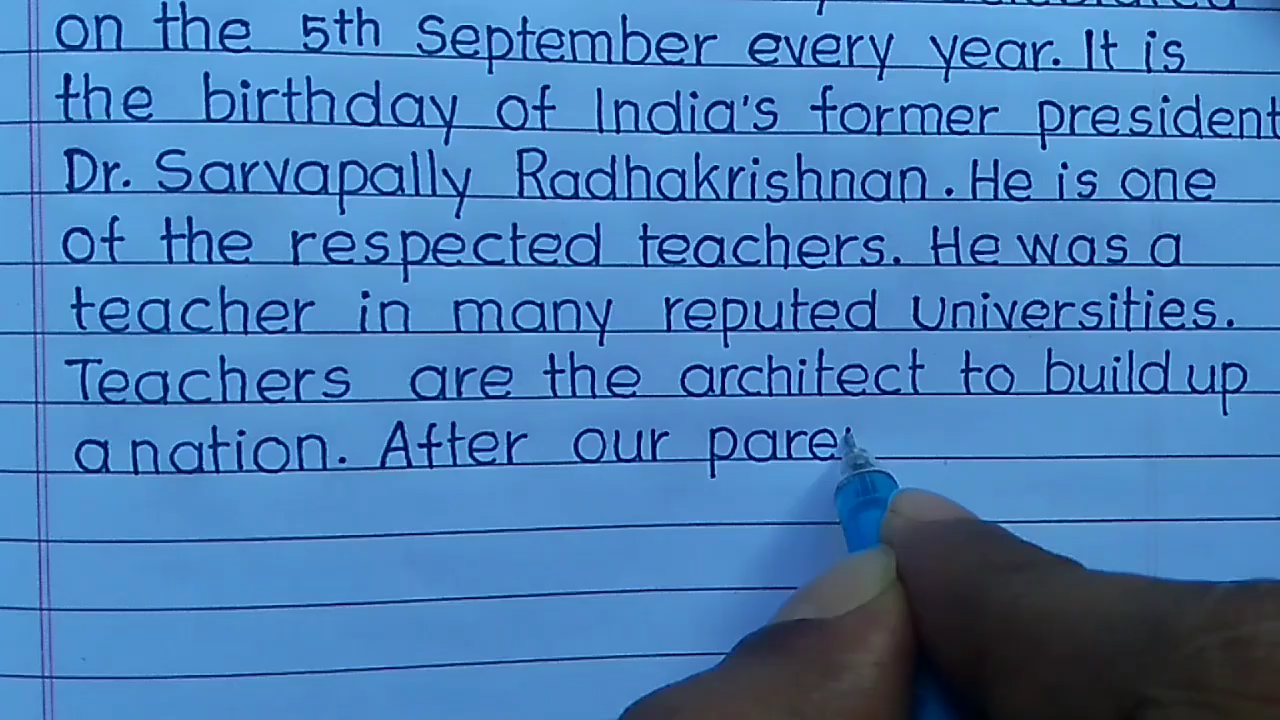 on the 5th September every year. It is
the birthday of India's former president
Dr. Sarvapally Radhakrishnan. He is one
of the respected teachers. He was a
teacher in many reputed Universities.
Teachers are the architect to build up
a nation. After our pare